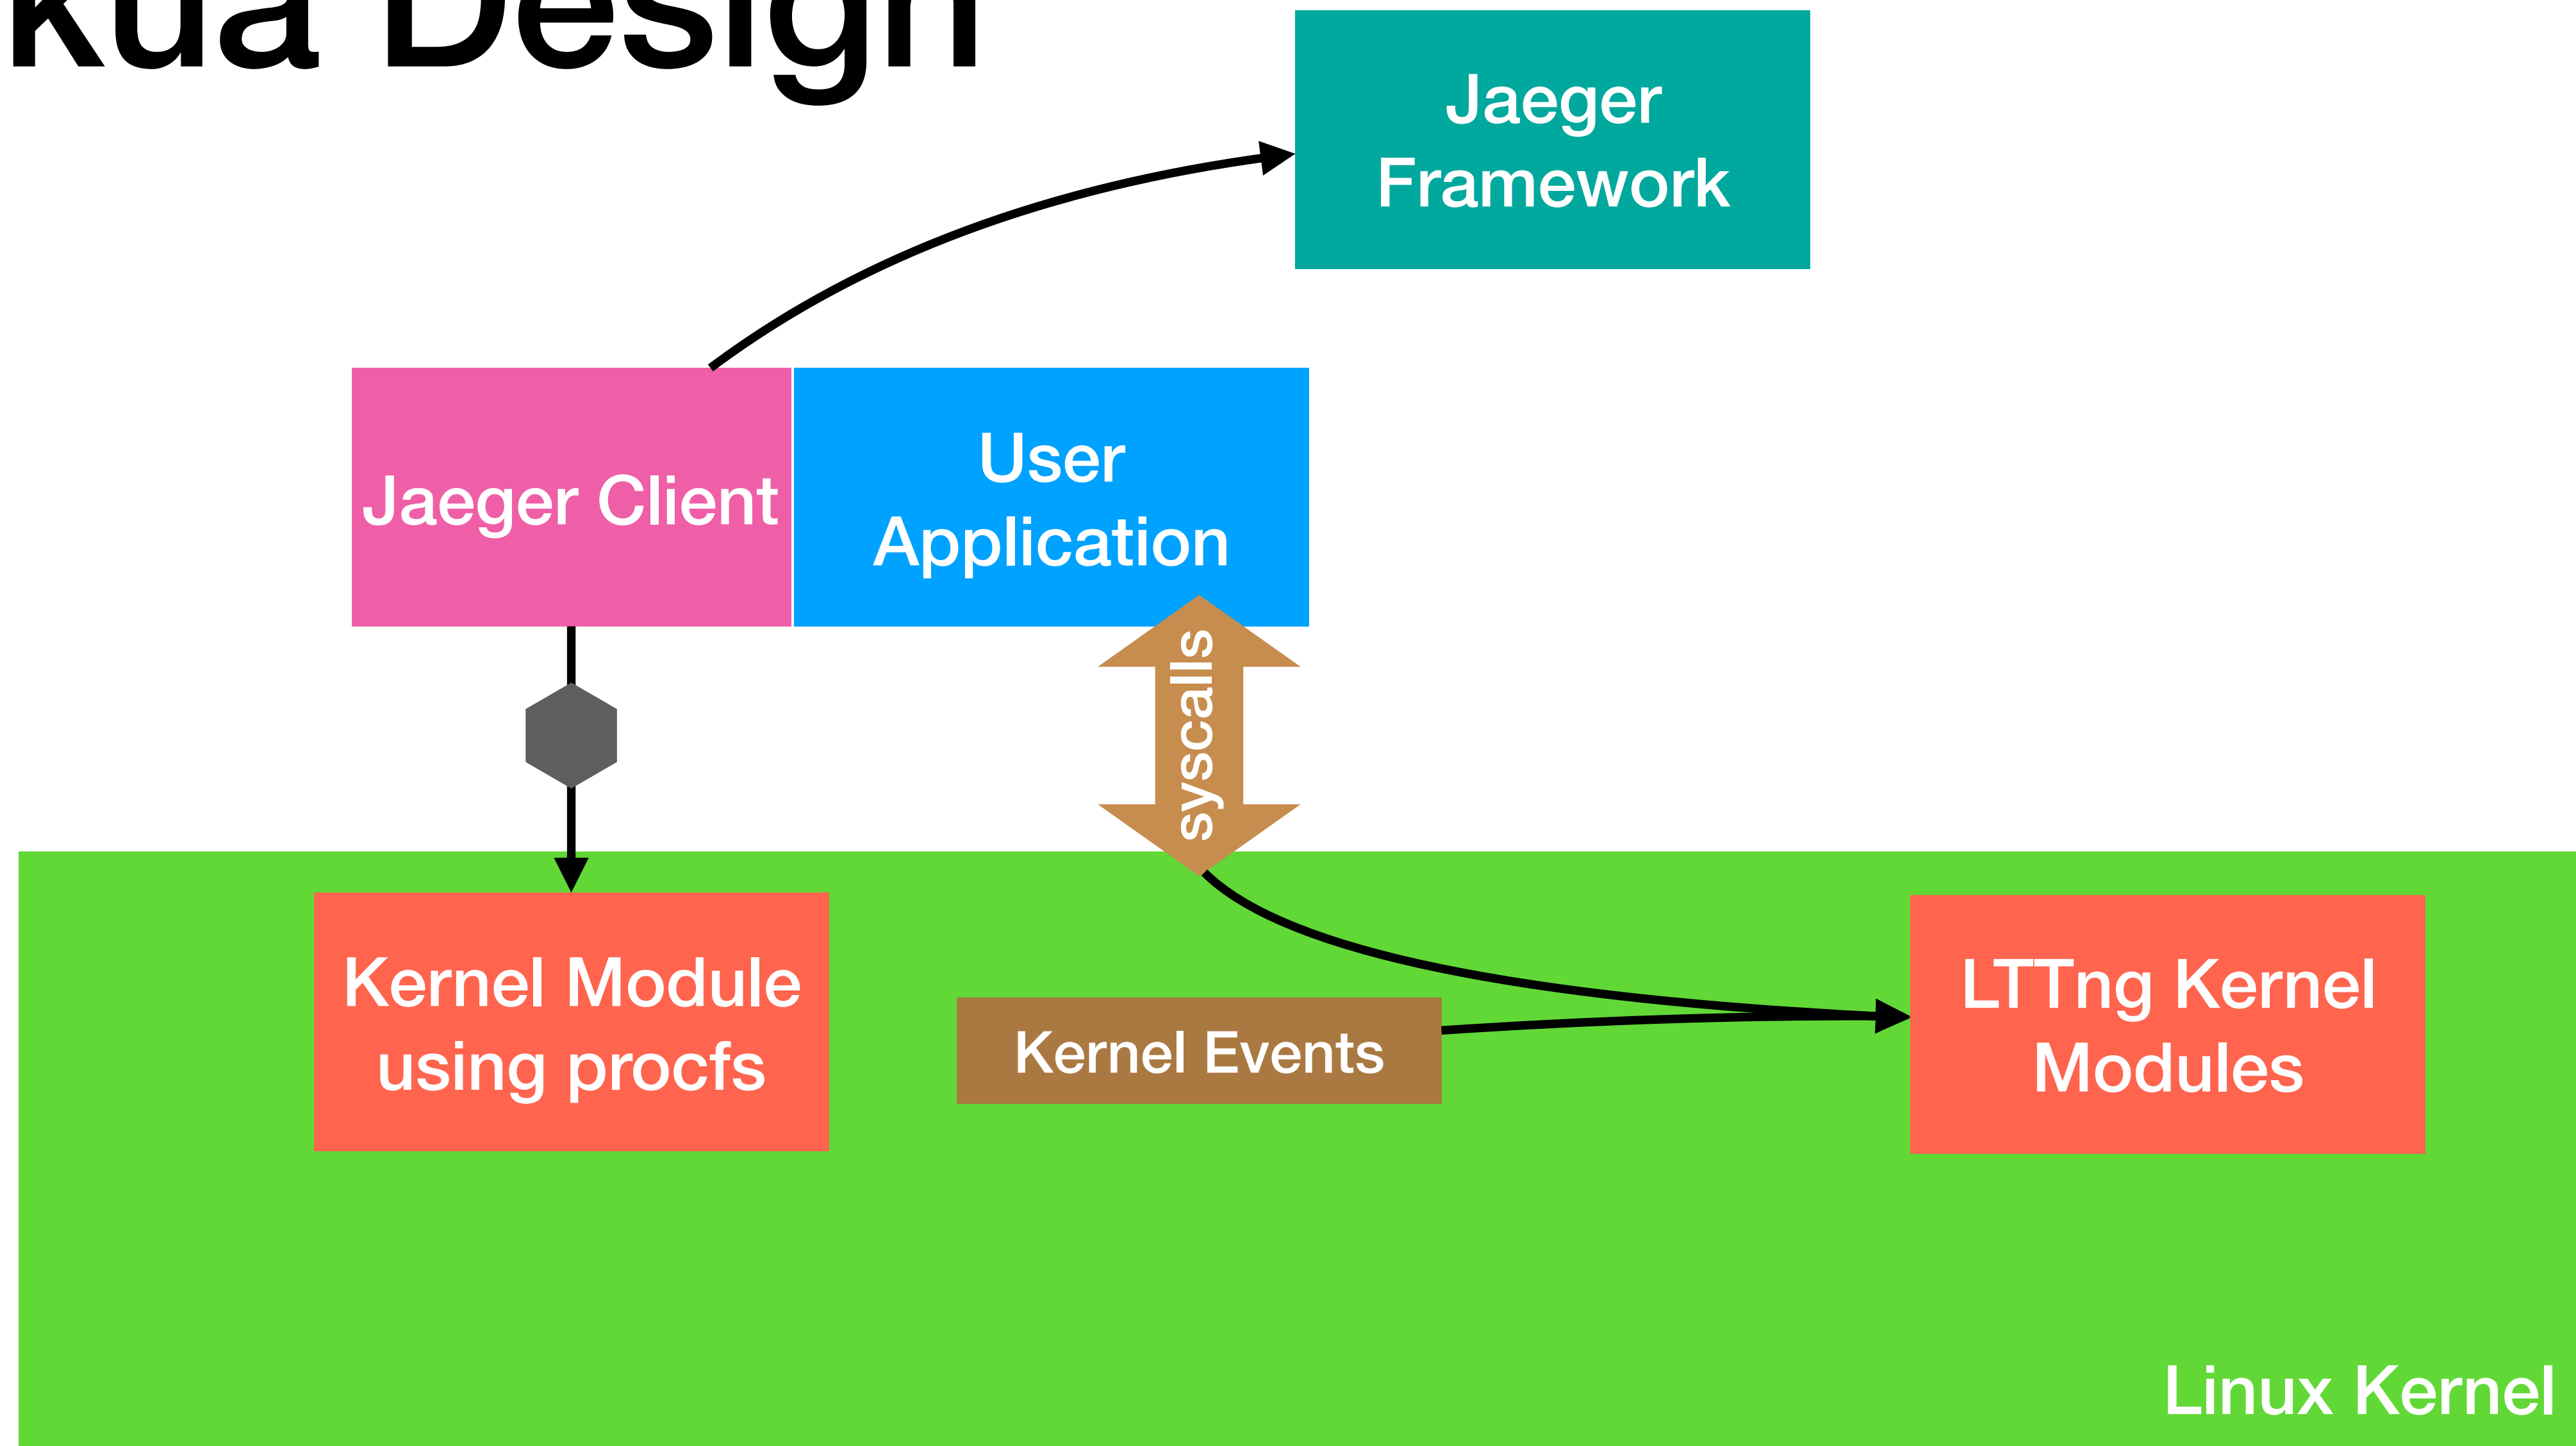 kua Design
Jaeger
Framework
Jaeger Client
User
Application
syscalls
Kernel Module
using procfs
Kernel Events
LTTng Kernel
Modules
Linux Kernel